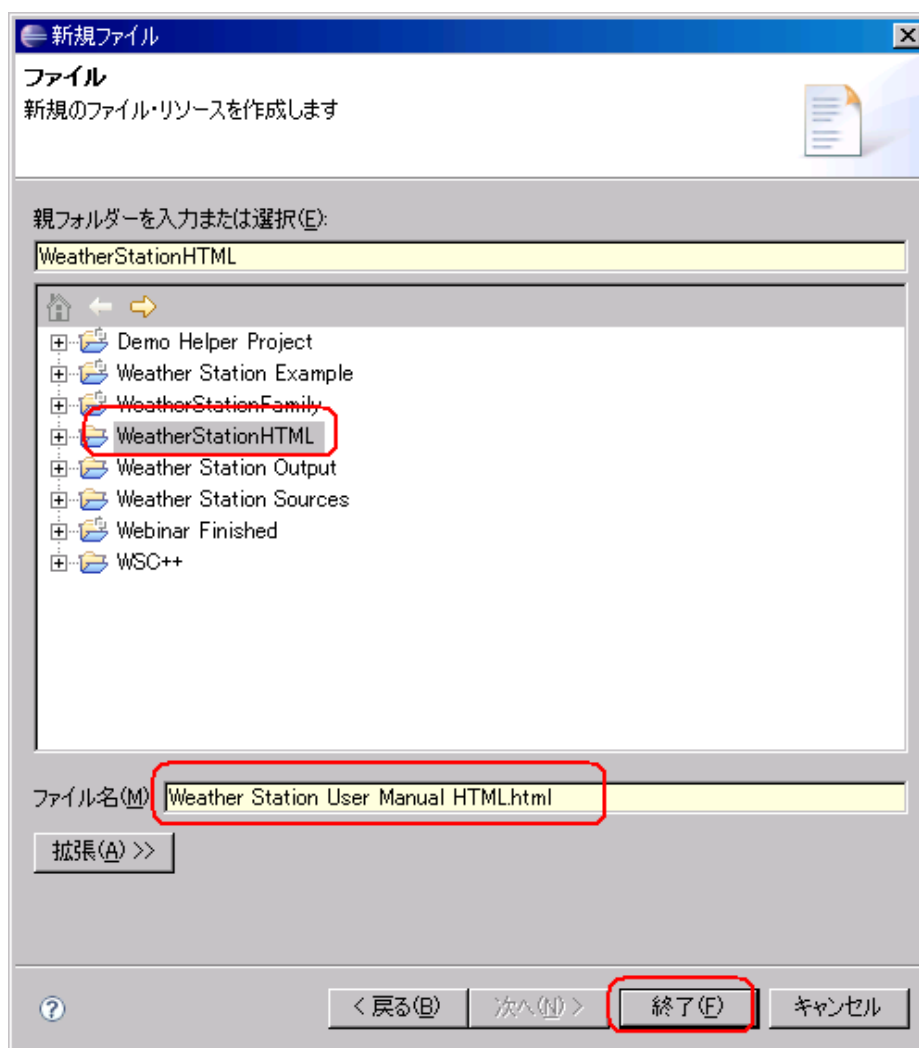 新規ファイル
ファイル
新規のファイル・リソースを作成します
親フォルダーを入力または選択(E):
WeatherStationHTML
Demo Helper Project
Weather Station Example
WeatherStationFamily
WeatherStationHTML
Weather Station Output
Weather Station Sources
Webinar Finished
WSC++
ファイル名(M) Weather Station User Manual HTML.html
拡張(A) >>
< 戻る(B) 次へ(N) > 終了(F) キャンセル